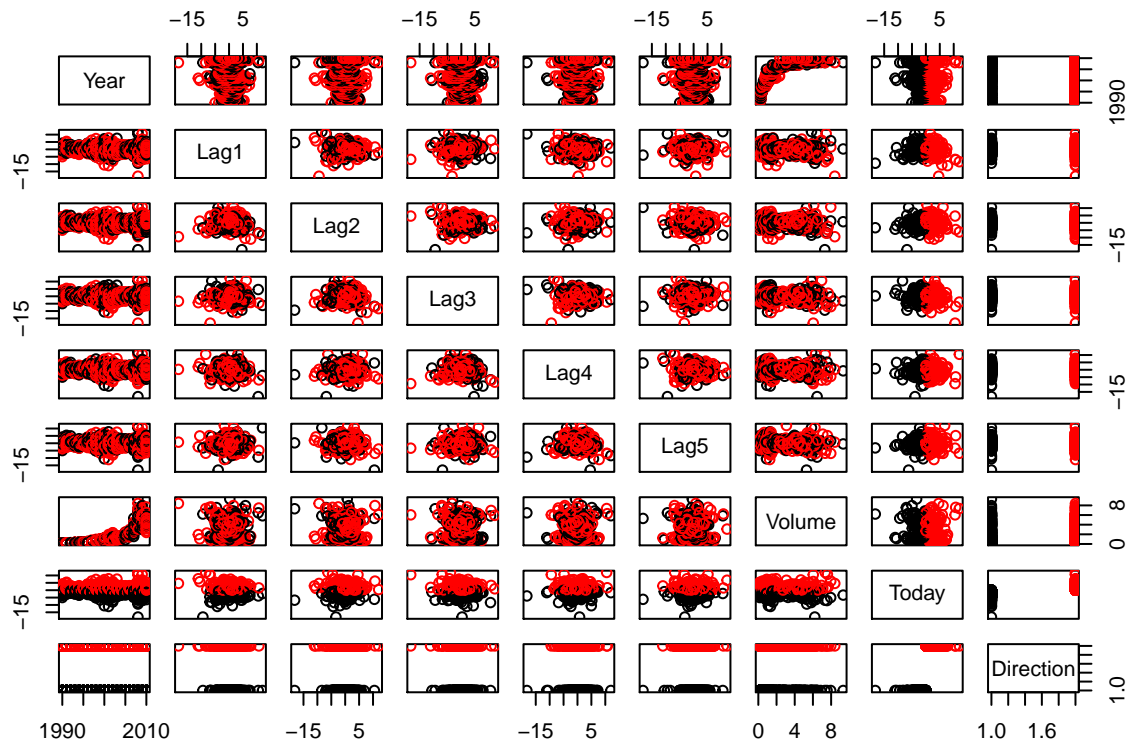 −15 5 −15 5 −15 5 −15 5
Year 1990
−15 Lag1
Lag2 −15
−15 Lag3
Lag4 −15
−15 Lag5
Volume 0 8
−15 Today
Direction 1.0
1990 2010 −15 5 −15 5 0 4 8 1.0 1.6